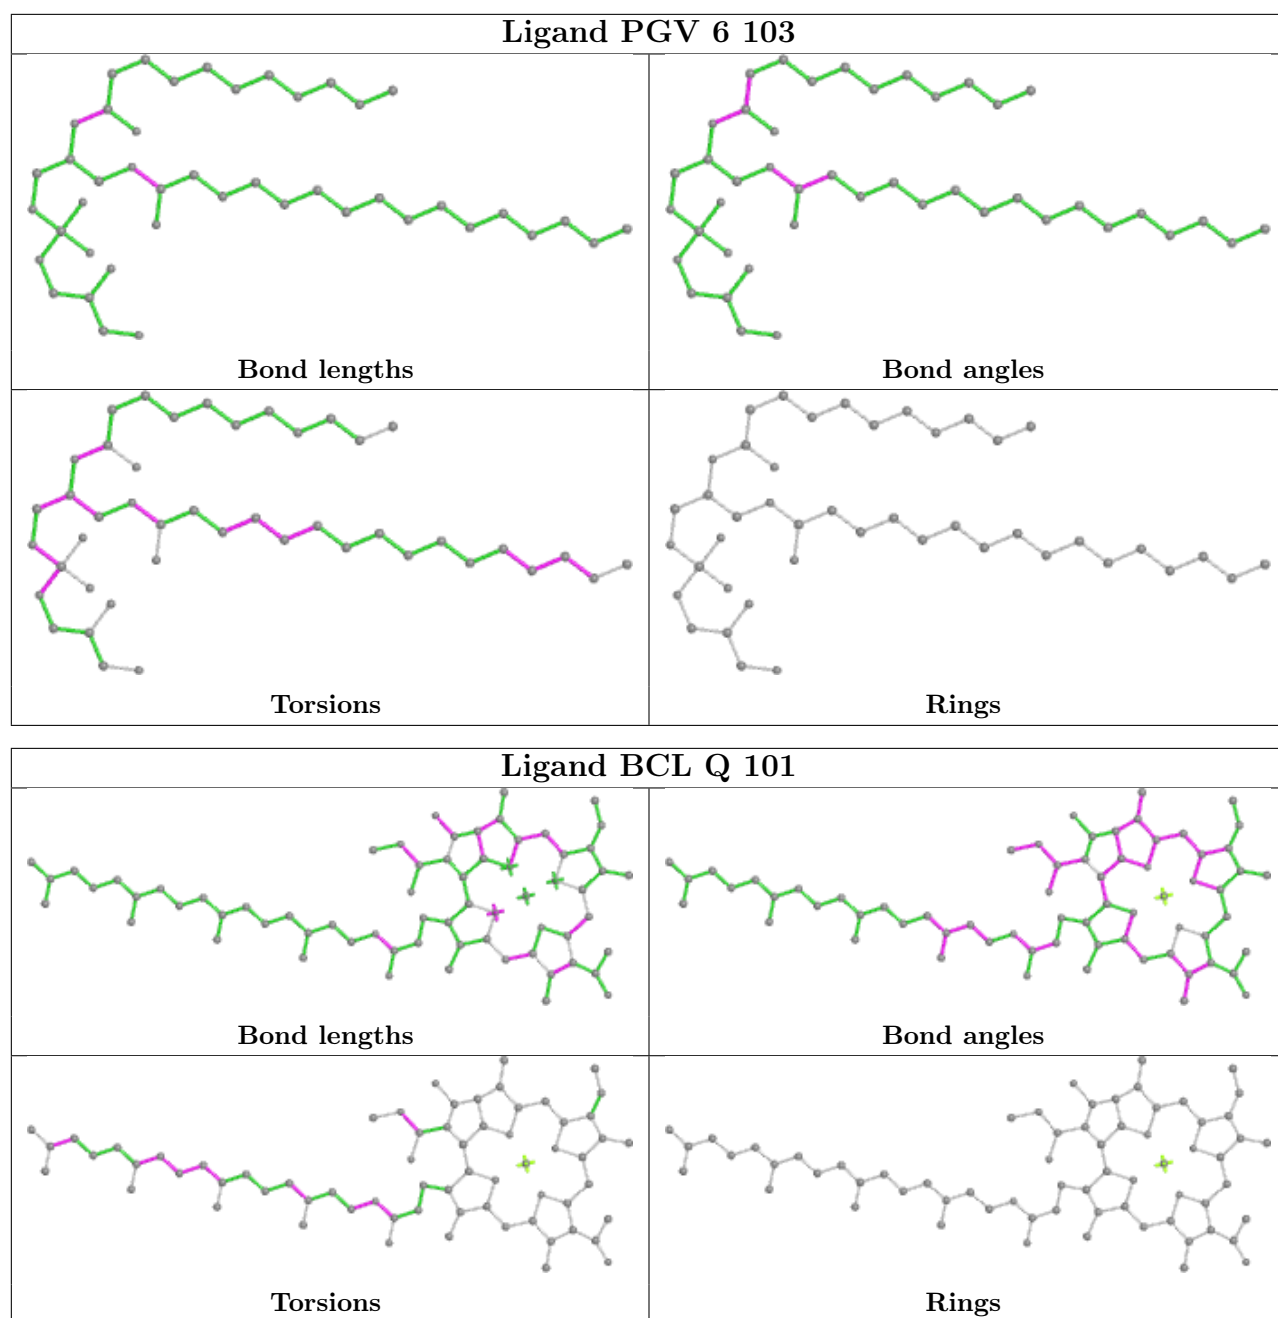 Ligand PGV 6 103
Bond lengths
Bond angles
Torsions
Rings
Ligand BCL Q 101
Bond lengths
Bond angles
Torsions
Rings